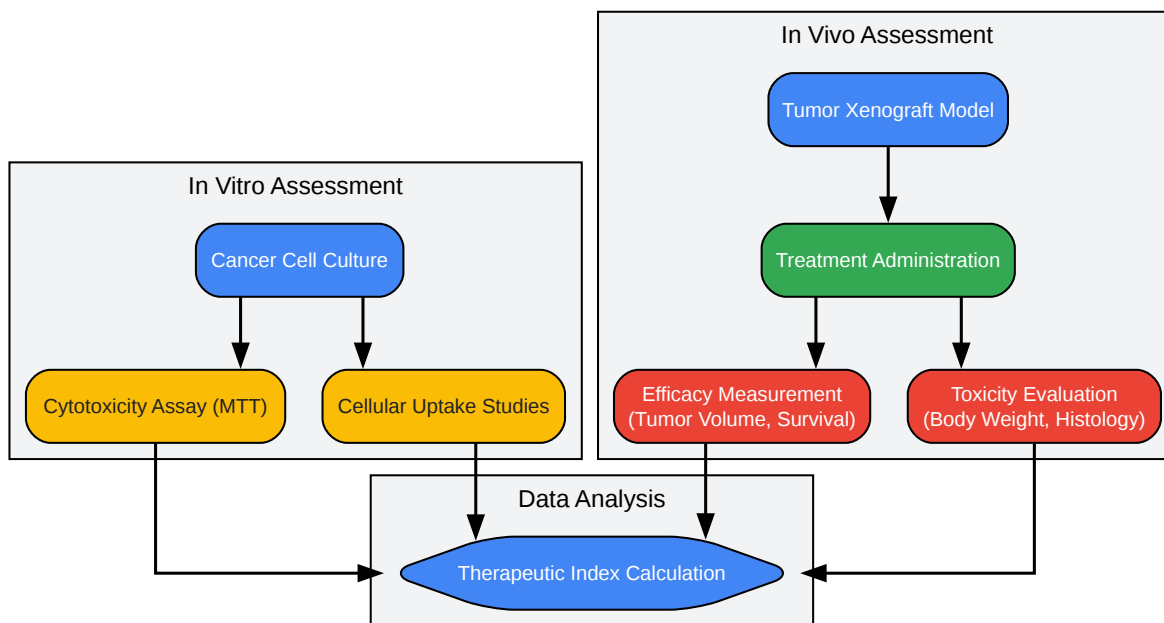 In Vivo Assessment
Tumor Xenograft Model
In Vitro Assessment
Cancer Cell Culture
Treatment Administration
Cytotoxicity Assay (MTT)
Cellular Uptake Studies
Efficacy Measurement
(Tumor Volume, Survival)
Toxicity Evaluation
(Body Weight, Histology)
Data Analysis
Therapeutic Index Calculation